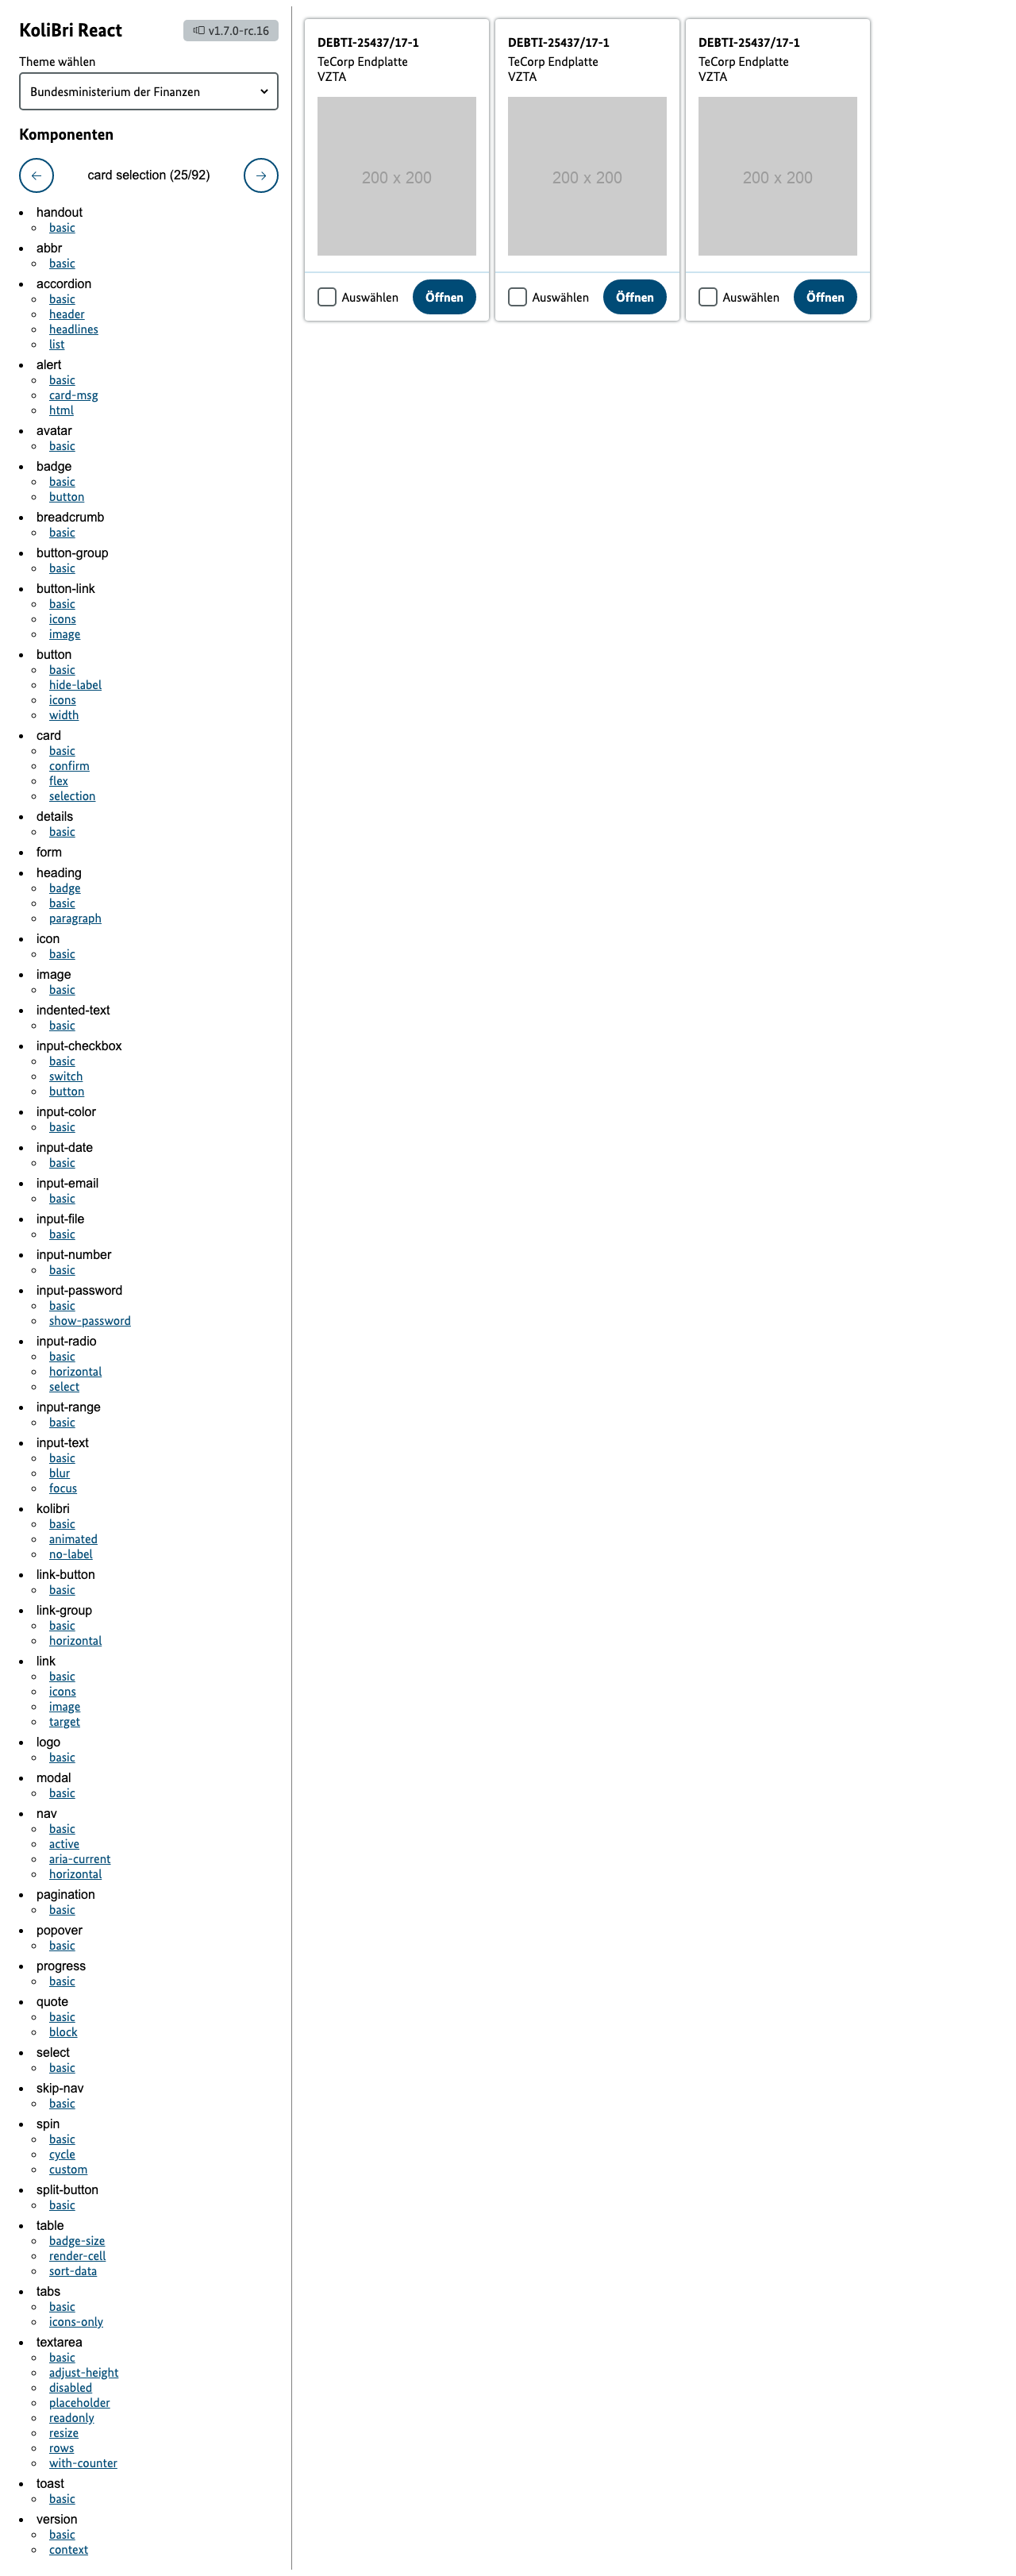 KoliBri React
v1.7.0-rc.16
Theme wählen
Bundesministerium der Finanzen
Komponenten
card selection (25/92)
handout
basic
abbr
basic
accordion
basic
header
headlines
list
alert
basic
card-msg
html
avatar
basic
badge
basic
button
breadcrumb
basic
button-group
basic
button-link
basic
icons
image
button
basic
hide-label
icons
width
card
basic
confirm
flex
selection
details
basic
form
heading
badge
basic
paragraph
icon
basic
image
basic
indented-text
basic
input-checkbox
basic
switch
button
input-color
basic
input-date
basic
input-email
basic
input-file
basic
input-number
basic
input-password
basic
show-password
input-radio
basic
horizontal
select
input-range
basic
input-text
basic
blur
focus
kolibri
basic
animated
no-label
link-button
basic
link-group
basic
horizontal
link
basic
icons
image
target
logo
basic
modal
basic
nav
basic
active
aria-current
horizontal
pagination
basic
popover
basic
progress
basic
quote
basic
block
select
basic
skip-nav
basic
spin
basic
cycle
custom
split-button
basic
table
badge-size
render-cell
sort-data
tabs
basic
icons-only
textarea
basic
adjust-height
disabled
placeholder
readonly
resize
rows
with-counter
toast
basic
version
basic
context
DEBTI-25437/17-1
TeCorp Endplatte
VZTA
200 x 200
Auswählen
Öffnen
DEBTI-25437/17-1
TeCorp Endplatte
VZTA
200 x 200
Auswählen
Öffnen
DEBTI-25437/17-1
TeCorp Endplatte
VZTA
200 x 200
Auswählen
Öffnen